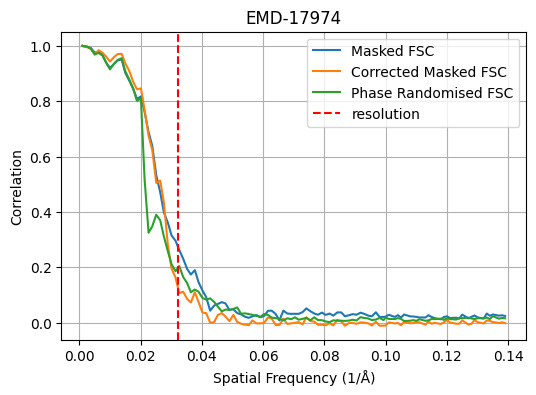 EMD-17974
Masked FSC
Corrected Masked FSC
Phase Randomised FSC
resolution
Correlation
1.0
0.8
0.6
0.4
0.2
0.0
0.00 0.02 0.04 0.06 0.08 0.10 0.12 0.14
Spatial Frequency (1/Å)